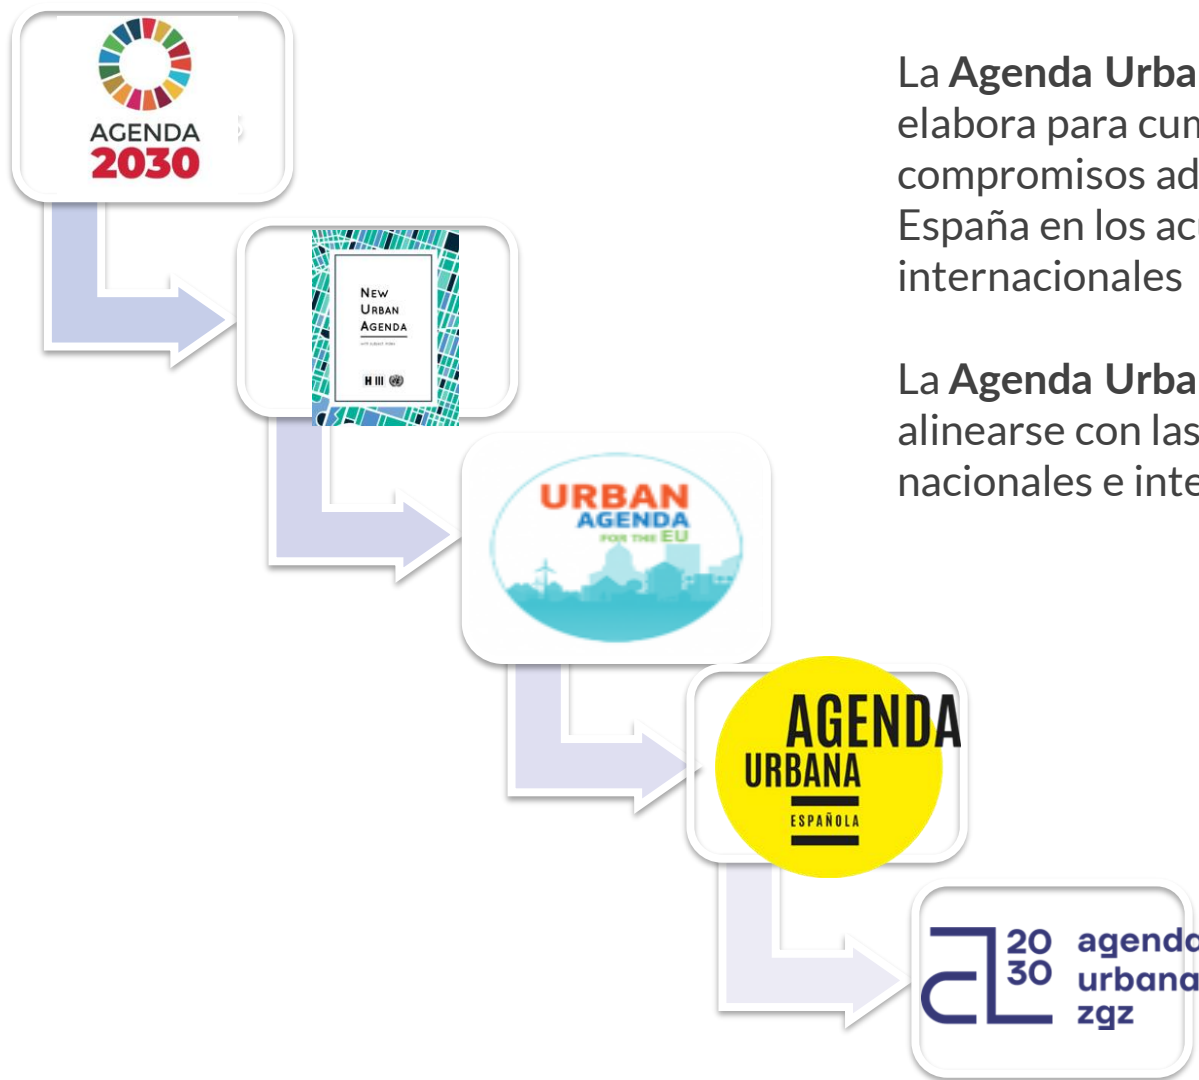 AGENDA
2030
La Agenda Urba
elabora para cum
compromisos ad
España en los acu
internacionales
NEW
URBAN
AGENDA
H III
La Agenda Urba
alinearse con las
nacionales e inte
URBAN
AGENDA
FOR THE EU
AGENDA
URBANA
ESPAÑOLA
20
30
agenda
urbana
zgz